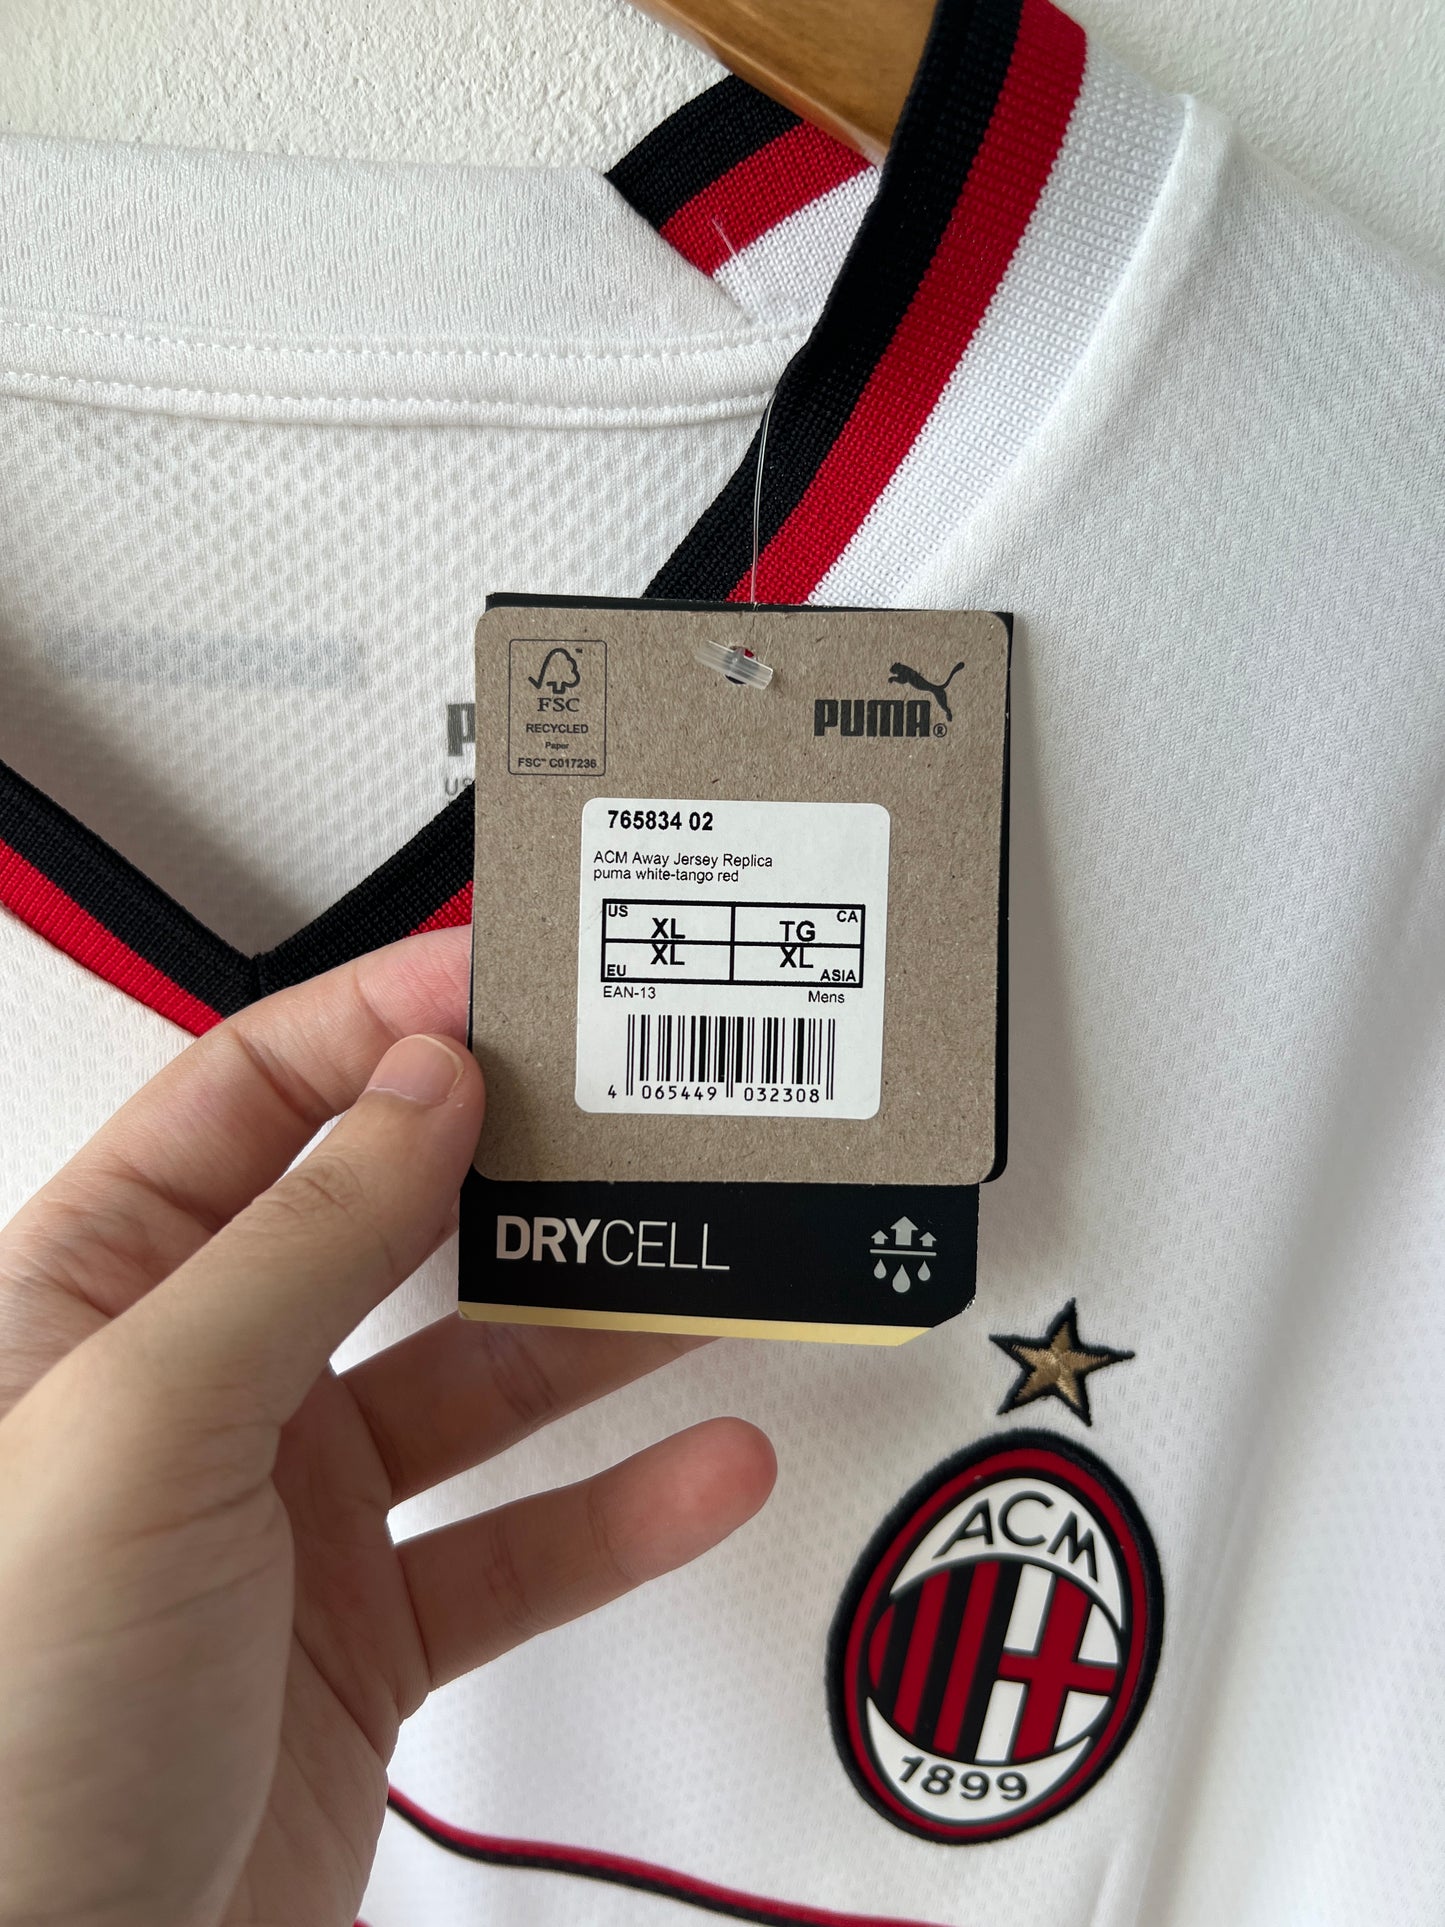 FSC
RECYCLED
Paper
FSC™ C017236
PUMA®
765834 02
ACM Away Jersey Replica
puma white-tango red
US XL TG CA
EU XL XL ASIA
EAN-13 Mens
4 065449 032308
DRYCELL
ACM
1899